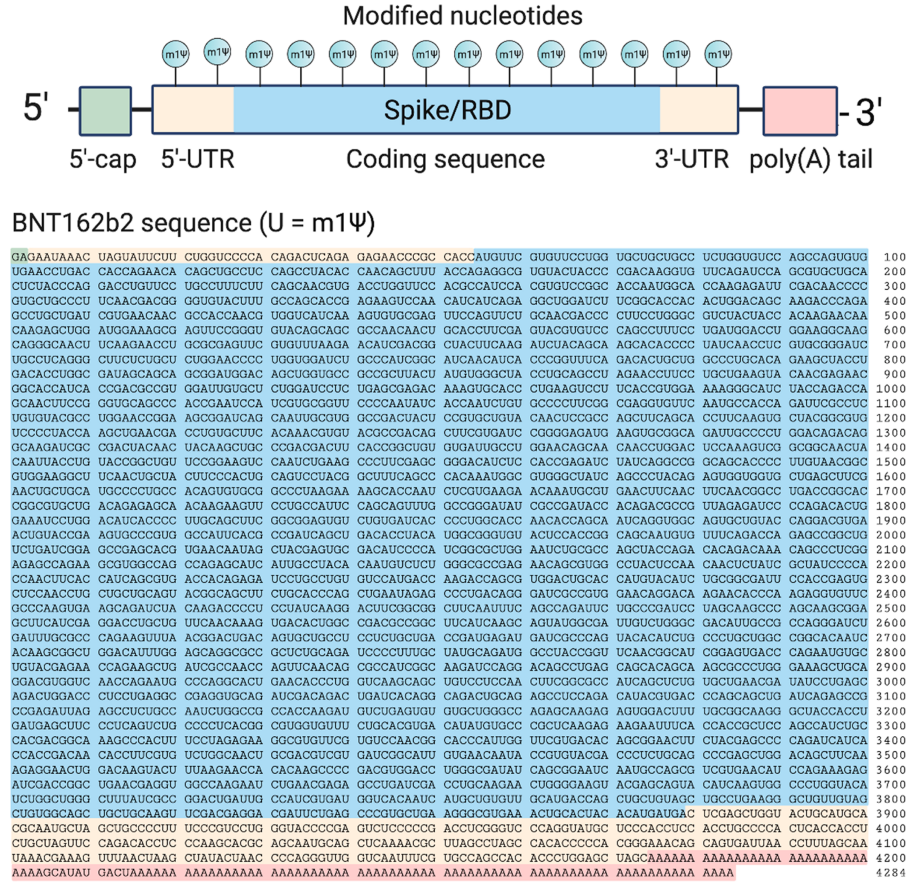 Modified nucleotides
m1Ψ m1Ψ m1Ψ m1Ψ m1Ψ m1Ψ m1Ψ m1Ψ m1Ψ m1Ψ m1Ψ m1Ψ m1Ψ m1Ψ
5' Spike/RBD - 3'
5'-cap 5'-UTR Coding sequence 3'-UTR poly(A) tail
BNT162b2 sequence (U = m1Ψ)
GAGAAUAAAC UAGUAUUCUU CUGGUCCCCA CAGACUCAGA GAGAACCCGC CACCAUGUUC GUGUUCCUGG UGCUGCUGCC UCUGGUGUCC AGCCAGUGUG 100
UGAACCUGAC CACCAGAACA CAGCUGCCUC CAGCCUACAC CAACAGCUUU ACCAGAGGCG UGUACUACCC CGACAAGGUG UUCAGAUCCA GCGUGCUGCA 200
CUCUACCCAG GACCUGUUCC UGCCUUUCUU CAGCAACGUG ACCUGGUUCC ACGCCAUCCA CGUGUCCGGC ACCAAUGGCA CCAAGAGAUU CGACAACCCC 300
GUGCUGCCCU UCAACGACGG GGUGUACUUU GCCAGCACCG AGAAGUCCAA CAUCAUCAGA GGCUGGAUCU UCGGCACCAC ACUGGACAGC AAGACCCAGA 400
GCCUGCUGAU CGUGAACAAC GCCACCAACG UGGUCAUCAA AGUGUGCGAG UUCCAGUUCU GCAACGACCC CUUCCUGGGC GUCUACUACC ACAAGAACAA 500
CAAGAGCUGG AUGGAAAGCG AGUUCCGGGU GUACAGCAGC GCCAACAACU GCACCUUCGA GUACGUGUCC CAGCCUUUCC UGAUGGACCU GGAAGGCAAG 600
CAGGGCAACU UCAAGAACCU GCGCGAGUUC GUGUUUAAGA ACAUCGACGG CUACUUCAAG AUCUACAGCA AGCACACCCC UAUCAACCUC GUGCGGGAUC 700
UGCCUCAGGG CUUCUCUGCU CUGGAACCCC UGGUGGAUCU GCCCAUCGGC AUCAACAUCA CCCGGUUUCA GACACUGCUG GCCCUGCACA GAAGCUACCU 800
GACACCUGGC GAUAGCAGCA GCGGAUGGAC AGCUGGUGCC GCCGCUUACU AUGUGGGCUA CCUGCAGCCU AGAACCUUCC UGCUGAAGUA CAACGAGAAC 900
GGCACCAUCA CCGACGCCGU GGAUUGUGCU CUGGAUCCUC UGAGCGAGAC AAAGUGCACC CUGAAGUCCU UCACCGUGGA AAAGGGCAUC UACCAGACCA 1000
GCAACUUCCG GGUGCAGCCC ACCGAAUCCA UCGUGCGGUU CCCCAAUAUC ACCAAUCUGU GCCCCUUCGG CGAGGUGUUC AAUGCCACCA GAUUCGCCUC 1100
UGUGUACGCC UGGAACCGGA AGCGGAUCAG CAAUUGCGUG GCCGACUACU CCGUGCUGUA CAACUCCGCC AGCUUCAGCA CCUUCAAGUG CUACGGCGUG 1200
UCCCCUACCA AGCUGAACGA CCUGUGCUUC ACAAACGUGU ACGCCGACAG CUUCGUGAUC CGGGGAGAUG AAGUGCGGCA GAUUGCCCCU GGACAGACAG 1300
GCAAGAUCGC CGACUACAAC UACAAGCUGC CCGACGACUU CACCGGCUGU GUGAUUGCCU GGAACAGCAA CAACCUGGAC UCCAAAGUCG GCGGCAACUA 1400
CAAUUACCUG UACCGGCUGU UCCGGAAGUC CAAUCUGAAG CCCUUCGAGC GGGACAUCUC CACCGAGAUC UAUCAGGCCG GCAGCACCCC UUGUAACGGC 1500
GUGGAAGGCU UCAACUGCUA CUUCCCACUG CAGUCCUACG GCUUUCAGCC CACAAAUGGC GUGGGCUAUC AGCCCUACAG AGUGGUGGUG CUGAGCUUCG 1600
AACUGCUGCA UGCCCCUGCC ACAGUGUGCG GCCCUAAGAA AAGCACCAAU CUCGUGAAGA ACAAAUGCGU GAACUUCAAC UUCAACGGCC UGACCGGCAC 1700
CGGCGUGCUG ACAGAGAGCA ACAAGAAGUU CCUGCCAUUC CAGCAGUUUG GCCGGGAUAU CGCCGAUACC ACAGACGCCG UUAGAGAUCC CCAGACACUG 1800
GAAAUCCUGG ACAUCACCCC UUGCAGCUUC GGCGGAGUGU CUGUGAUCAC CCCUGGCACC AACACCAGCA AUCAGGUGGC AGUGCUGUAC CAGGACGUGA 1900
ACUGUACCGA AGUGCCCGUG GCCAUUCACG CCGAUCAGCU GACACCUACA UGGCGGGUGU ACUCCACCGG CAGCAAUGUG UUUCAGACCA GAGCCGGCUG 2000
UCUGAUCGGA GCCGAGCACG UGAACAAUAG CUACGAGUGC GACAUCCCCA UCGGCGCUGG AAUCUGCGCC AGCUACCAGA CACAGACAAA CAGCCCUCGG 2100
AGAGCCAGAA GCGUGGCCAG CCAGAGCAUC AUUGCCUACA CAAUGUCUCU GGGCGCCGAG AACAGCGUGG CCUACUCCAA CAACUCUAUC GCUAUCCCCA 2200
CCAACUUCAC CAUCAGCGUG ACCACAGAGA UCCUGCCUGU GUCCAUGACC AAGACCAGCG UGGACUGCAC CAUGUACAUC UGCGGCGAUU CCACCGAGUG 2300
CUCCAACCUG CUGCUGCAGU ACGGCAGCUU CUGCACCCAG CUGAAUAGAG CCCUGACAGG GAUCGCCGUG GAACAGGACA AGAACACCCA AGAGGUGUUC 2400
GCCCAAGUGA AGCAGAUCUA CAAGACCCCU CCUAUCAAGG ACUUCGGCGG CUUCAAUUUC AGCCAGAUUC UGCCCGAUCC UAGCAAGCCC AGCAAGCGGA 2500
GCUUCAUCGA GGACCUGCUG UUCAACAAAG UGACACUGGC CGACGCCGGC UUCAUCAAGC AGUAUGGCGA UUGUCUGGGC GACAUUGCCG CCAGGGAUCU 2600
GAUUUGCGCC CAGAAGUUUA ACGGACUGAC AGUGCUGCCU CCUCUGCUGA CCGAUGAGAU GAUCGCCCAG UACACAUCUG CCCUGCUGGC CGGCACAAUC 2700
ACAAGCGGCU GGACAUUUGG AGCAGGCGCC GCUCUGCAGA UCCCCUUUGC UAUGCAGAUG GCCUACCGGU UCAACGGCAU CGGAGUGACC CAGAAUGUGC 2800
UGUACGAGAA CCAGAAGCUG AUCGCCAACC AGUUCAACAG CGCCAUCGGC AAGAUCCAGG ACAGCCUGAG CAGCACAGCA AGCGCCCUGG GAAAGCUGCA 2900
GGACGUGGUC AACCAGAAUG CCCAGGCACU GAACACCCUG GUCAAGCAGC UGUCCUCCAA CUUCGGCGCC AUCAGCUCUG UGCUGAACGA UAUCCUGAGC 3000
AGACUGGACC CUCCUGAGGC CGAGGUGCAG AUCGACAGAC UGAUCACAGG CAGACUGCAG AGCCUCCAGA CAUACGUGAC CCAGCAGCUG AUCAGAGCCG 3100
CCGAGAUUAG AGCCUCUGCC AAUCUGGCCG CCACCAAGAU GUCUGAGUGU GUGCUGGGCC AGAGCAAGAG AGUGGACUUU UGCGGCAAGG GCUACCACCU 3200
GAUGAGCUUC CCUCAGUCUG CCCCUCACGG CGUGGUGUUU CUGCACGUGA CAUAUGUGCC CGCUCAAGAG AAGAAUUUCA CCACCGCUCC AGCCAUCUGC 3300
CACGACGGCA AAGCCCACUU UCCUAGAGAA GGCGUGUUCG UGUCCAACGG CACCCAUUGG UUCGUGACAC AGCGGAACUU CUACGAGCCC CAGAUCAUCA 3400
CCACCGACAA CACCUUCGUG UCUGGCAACU GCGACGUCGU GAUCGGCAUU GUGAACAAUA CCGUGUACGA CCCUCUGCAG CCCGAGCUGG ACAGCUUCAA 3500
AGAGGAACUG GACAAGUACU UUAAGAACCA CACAAGCCCC GACGUGGACC UGGGCGAUAU CAGCGGAAUC AAUGCCAGCG UCGUGAACAU CCAGAAAGAG 3600
AUCGACCGGC UGAACGAGGU GGCCAAGAAU CUGAACGAGA GCCUGAUCGA CCUGCAAGAA CUGGGGAAGU ACGAGCAGUA CAUCAAGUGG CCCUGGUACA 3700
UCUGGCUGGG CUUUAUCGCC GGACUGAUUG CCAUCGUGAU GGUCACAAUC AUGCUGUGUU GCAUGACCAG CUGCUGUAGC UGCCUGAAGG GCUGUUGUAG 3800
CUGUGGCAGC UGCUGCAAGU UCGACGAGGA CGAUUCUGAG CCCGUGCUGA AGGGCGUGAA ACUGCACUAC ACAUGAUGAC UCGAGCUGGU ACUGCAUGCA 3900
CGCAAUGCUA GCUGCCCCUU UCCCGUCCUG GGUACCCCGA GUCUCCCCCG ACCUCGGGUC CCAGGUAUGC UCCCACCUCC ACCUGCCCCA CUCACCACCU 4000
CUGCUAGUUC CAGACACCUC CCAAGCACGC AGCAAUGCAG CUCAAAACGC UUAGCCUAGC CACACCCCCA CGGGAAACAG CAGUGAUUAA CCUUUAGCAA 4100
UAAACGAAAG UUUAACUAAG CUAUACUAAC CCCAGGGUUG GUCAAUUUCG UGCCAGCCAC ACCCUGGAGC UAGCAAAAAA AAAAAAAAAA AAAAAAAAAA 4200
AAAAGCAUAU GACUAAAAAA AAAAAAAAAA AAAAAAAAAA AAAAAAAAAA AAAAAAAAAA AAAAAAAAAA AAAAAAAAAA AAAA 4284